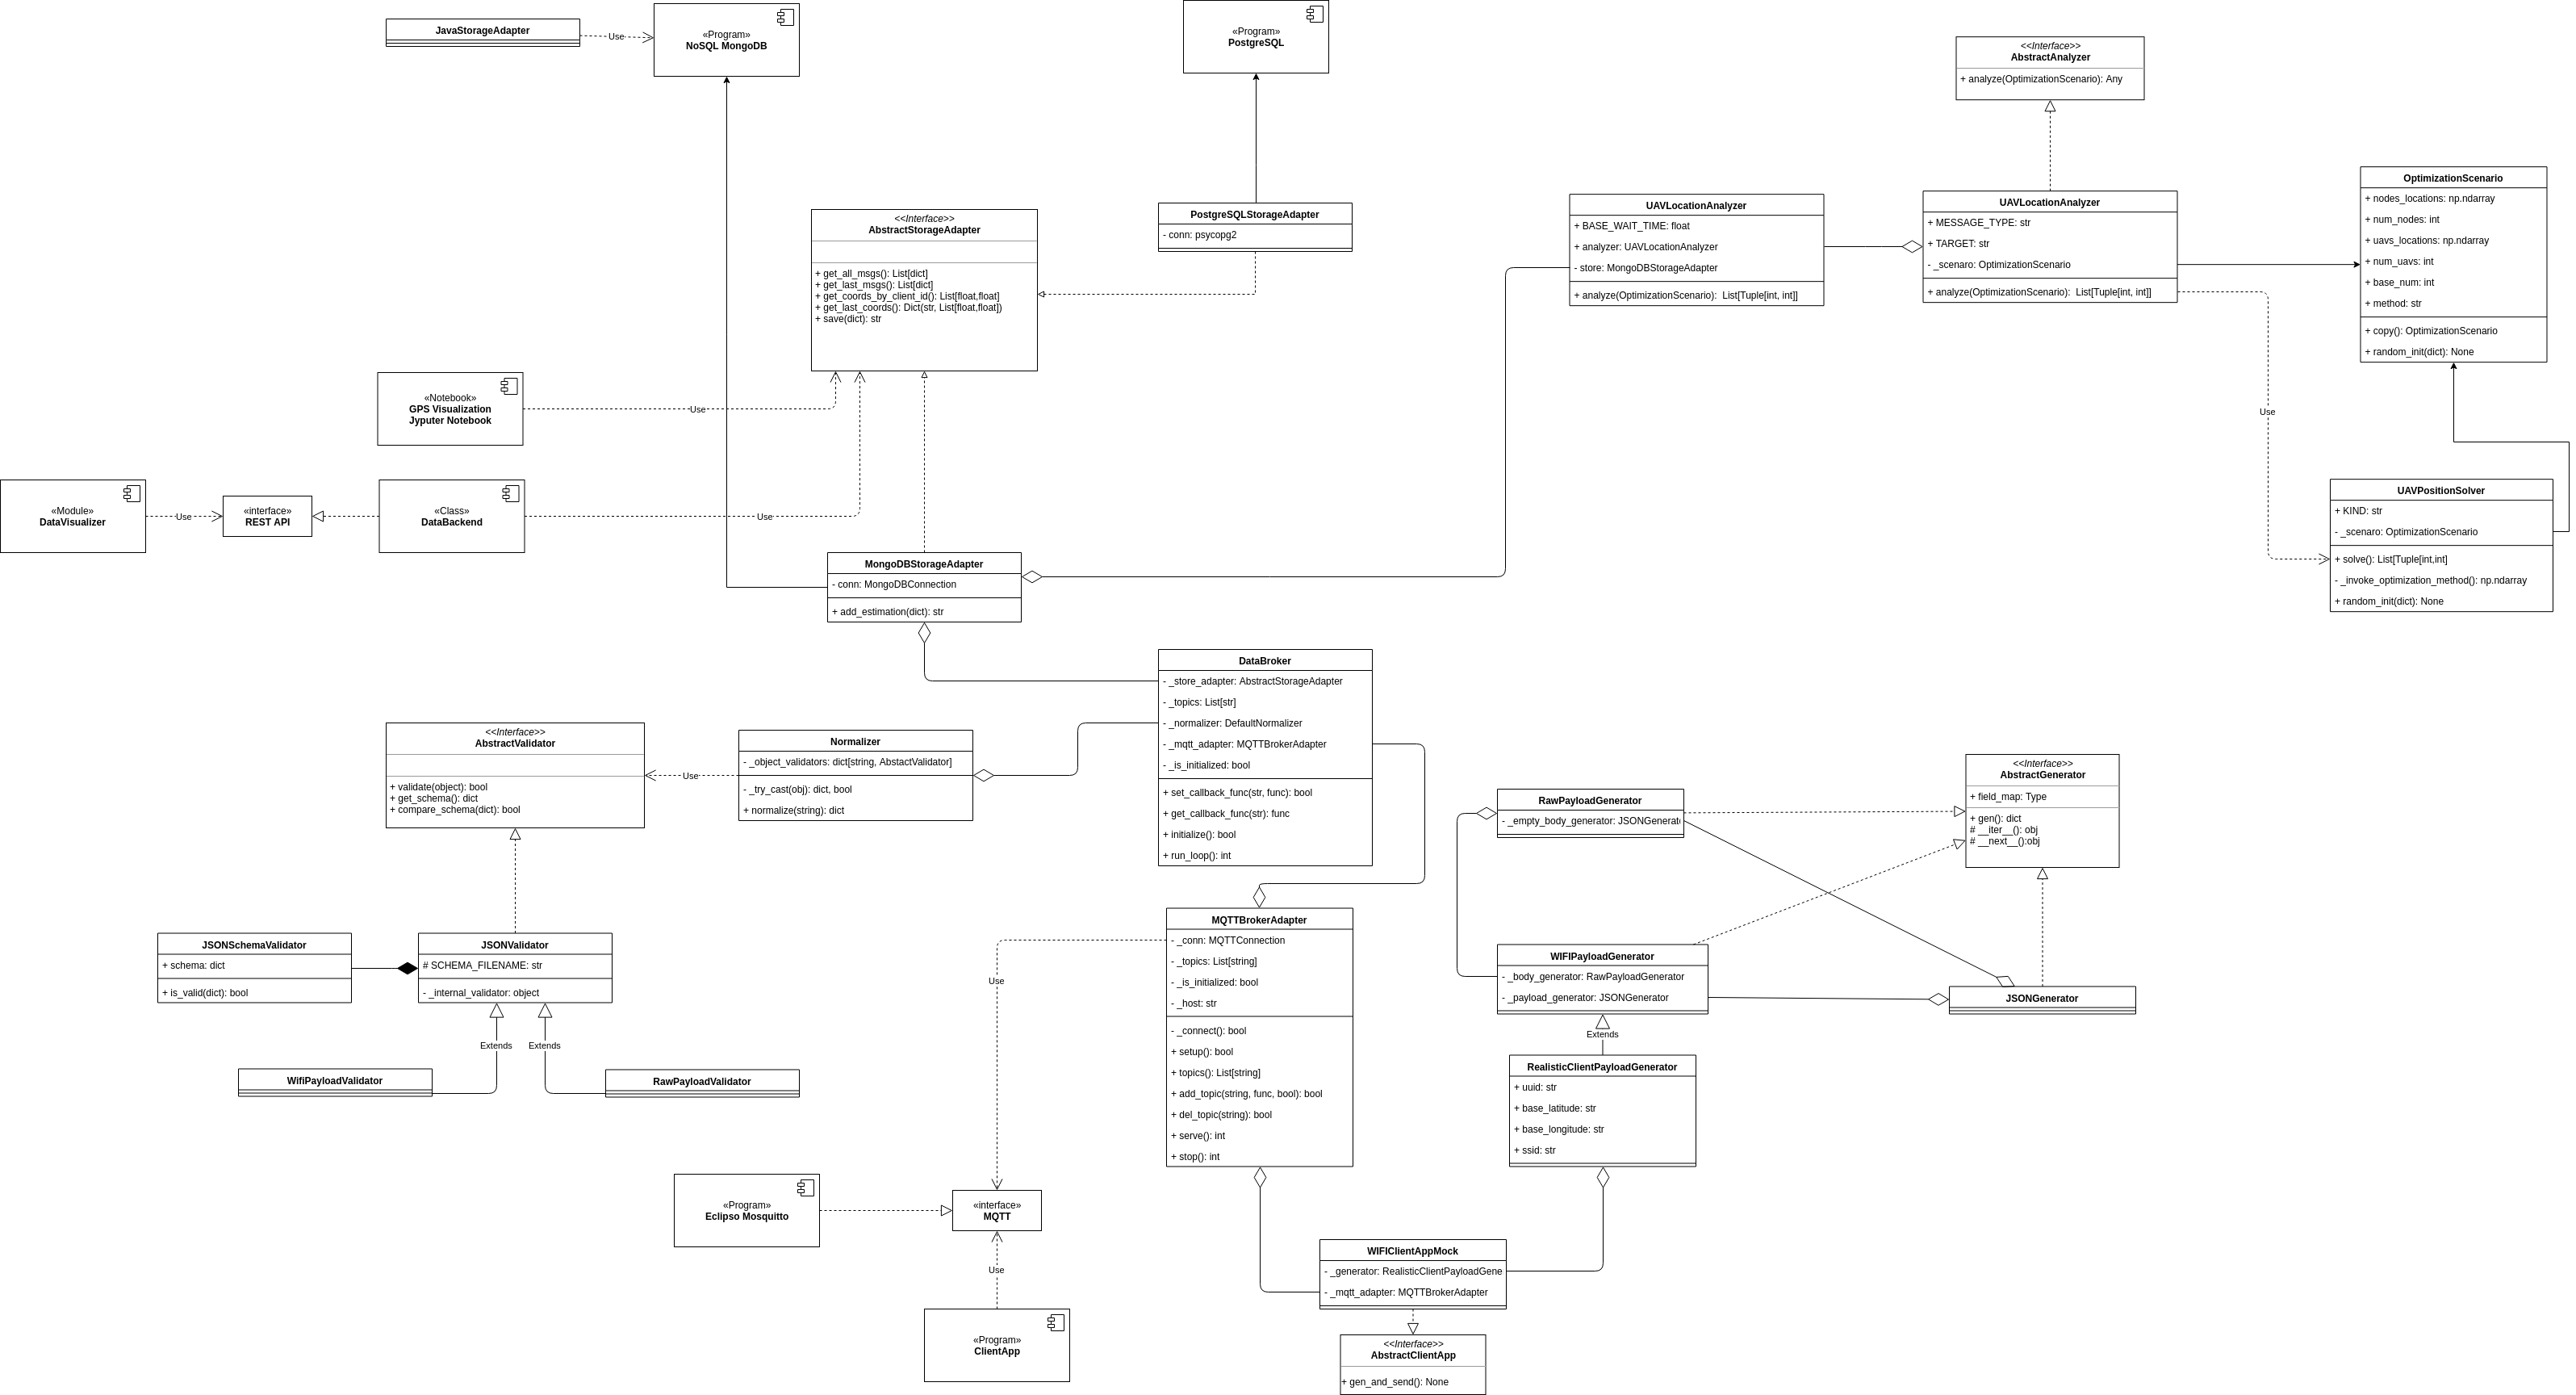 JavaStorageAdapter
Use
«Program»
NoSQL MongoDB
«Program»
PostgreSQL
<<Interface>>
AbstractAnalyzer
+ analyze(OptimizationScenario): Any
<<Interface>>
AbstractStorageAdapter
+ get_all_msgs(): List[dict]
+ get_last_msgs(): List[dict]
+ get_coords_by_client_id(): List[float,float]
+ get_last_coords(): Dict(str, List[float,float])
+ save(dict): str
PostgreSQLStorageAdapter
- conn: psycopg2
UAVLocationAnalyzer
+ BASE_WAIT_TIME: float
+ analyzer: UAVLocationAnalyzer
- store: MongoDBStorageAdapter
+ analyze(OptimizationScenario):  List[Tuple[int, int]]
UAVLocationAnalyzer
+ MESSAGE_TYPE: str
+ TARGET: str
- _scenaro: OptimizationScenario
+ analyze(OptimizationScenario):  List[Tuple[int, int]]
OptimizationScenario
+ nodes_locations: np.ndarray
+ num_nodes: int
+ uavs_locations: np.ndarray
+ num_uavs: int
+ base_num: int
+ method: str
+ copy(): OptimizationScenario
+ random_init(dict): None
«Notebook»
GPS Visualization
Jyputer Notebook
Use
Use
«Module»
DataVisualizer
Use
«interface»
REST API
«Class»
DataBackend
Use
UAVPositionSolver
+ KIND: str
- _scenaro: OptimizationScenario
+ solve(): List[Tuple[int,int]
- _invoke_optimization_method(): np.ndarray
+ random_init(dict): None
MongoDBStorageAdapter
- conn: MongoDBConnection
+ add_estimation(dict): str
DataBroker
- _store_adapter: AbstractStorageAdapter
- _topics: List[str]
- _normalizer: DefaultNormalizer
- _mqtt_adapter: MQTTBrokerAdapter
- _is_initialized: bool
+ set_callback_func(str, func): bool
+ get_callback_func(str): func
+ initialize(): bool
+ run_loop(): int
<<Interface>>
AbstractValidator
+ validate(object): bool
+ get_schema(): dict
+ compare_schema(dict): bool
Use
Normalizer
- _object_validators: dict[string, AbstactValidator]
- _try_cast(obj): dict, bool
+ normalize(string): dict
RawPayloadGenerator
- _empty_body_generator: JSONGenerat
<<Interface>>
AbstractGenerator
+ field_map: Type
+ gen(): dict
# __iter__(): obj
# __next__():obj
JSONSchemaValidator
+ schema: dict
+ is_valid(dict): bool
JSONValidator
# SCHEMA_FILENAME: str
- _internal_validator: object
MQTTBrokerAdapter
- _conn: MQTTConnection
- _topics: List[string]
- _is_initialized: bool
- _host: str
- _connect(): bool
+ setup(): bool
+ topics(): List[string]
+ add_topic(string, func, bool): bool
+ del_topic(string): bool
+ serve(): int
+ stop(): int
Use
WIFIPayloadGenerator
- _body_generator: RawPayloadGenerator
- _payload_generator: JSONGenerator
JSONGenerator
Extends
Extends
Extends
WifiPayloadValidator
RawPayloadValidator
RealisticClientPayloadGenerator
+ uuid: str
+ base_latitude: str
+ base_longitude: str
+ ssid: str
«Program»
Eclipso Mosquitto
«interface»
MQTT
Use
WIFIClientAppMock
- _generator: RealisticClientPayloadGene
- _mqtt_adapter: MQTTBrokerAdapter
«Program»
ClientApp
<<Interface>>
AbstractClientApp
+ gen_and_send(): None